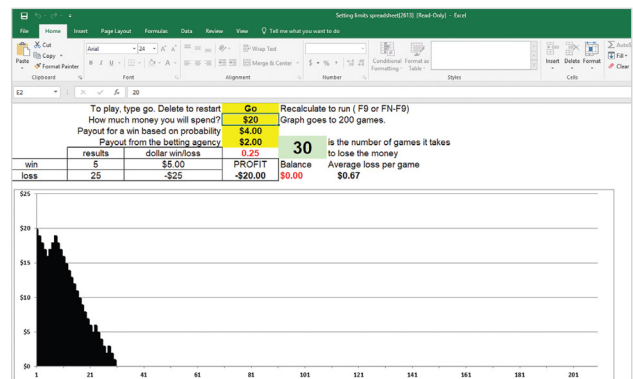 Setting limits spreadsheet[2613] [Read-Only] - Excel
File Home Insert Page Layout Formulas Data Review View Tell me what you want to do
Cut
Copy
Format Painter
Paste
Arial 24
Wrap Text
Merge & Center
Conditional Formatting Format as Table
Insert Delete Format
Fill
Clear
Clipboard Font Alignment Number Styles Cells
E2 fx 20
To play, type go. Delete to restart Go Recalculate to run ( F9 or FN-F9)
How much money you will spend? $20 Graph goes to 200 games.
Payout for a win based on probability $4.00
Payout from the betting agency $2.00 30 is the number of games it takes
results dollar win/loss 0.25 to lose the money
win 5 $5.00 PROFIT Balance Average loss per game
loss 25 -$25 -$20.00 $0.00 $0.67
$25
$20
$15
$10
$5
$0
1 21 41 61 81 101 121 141 161 181 201